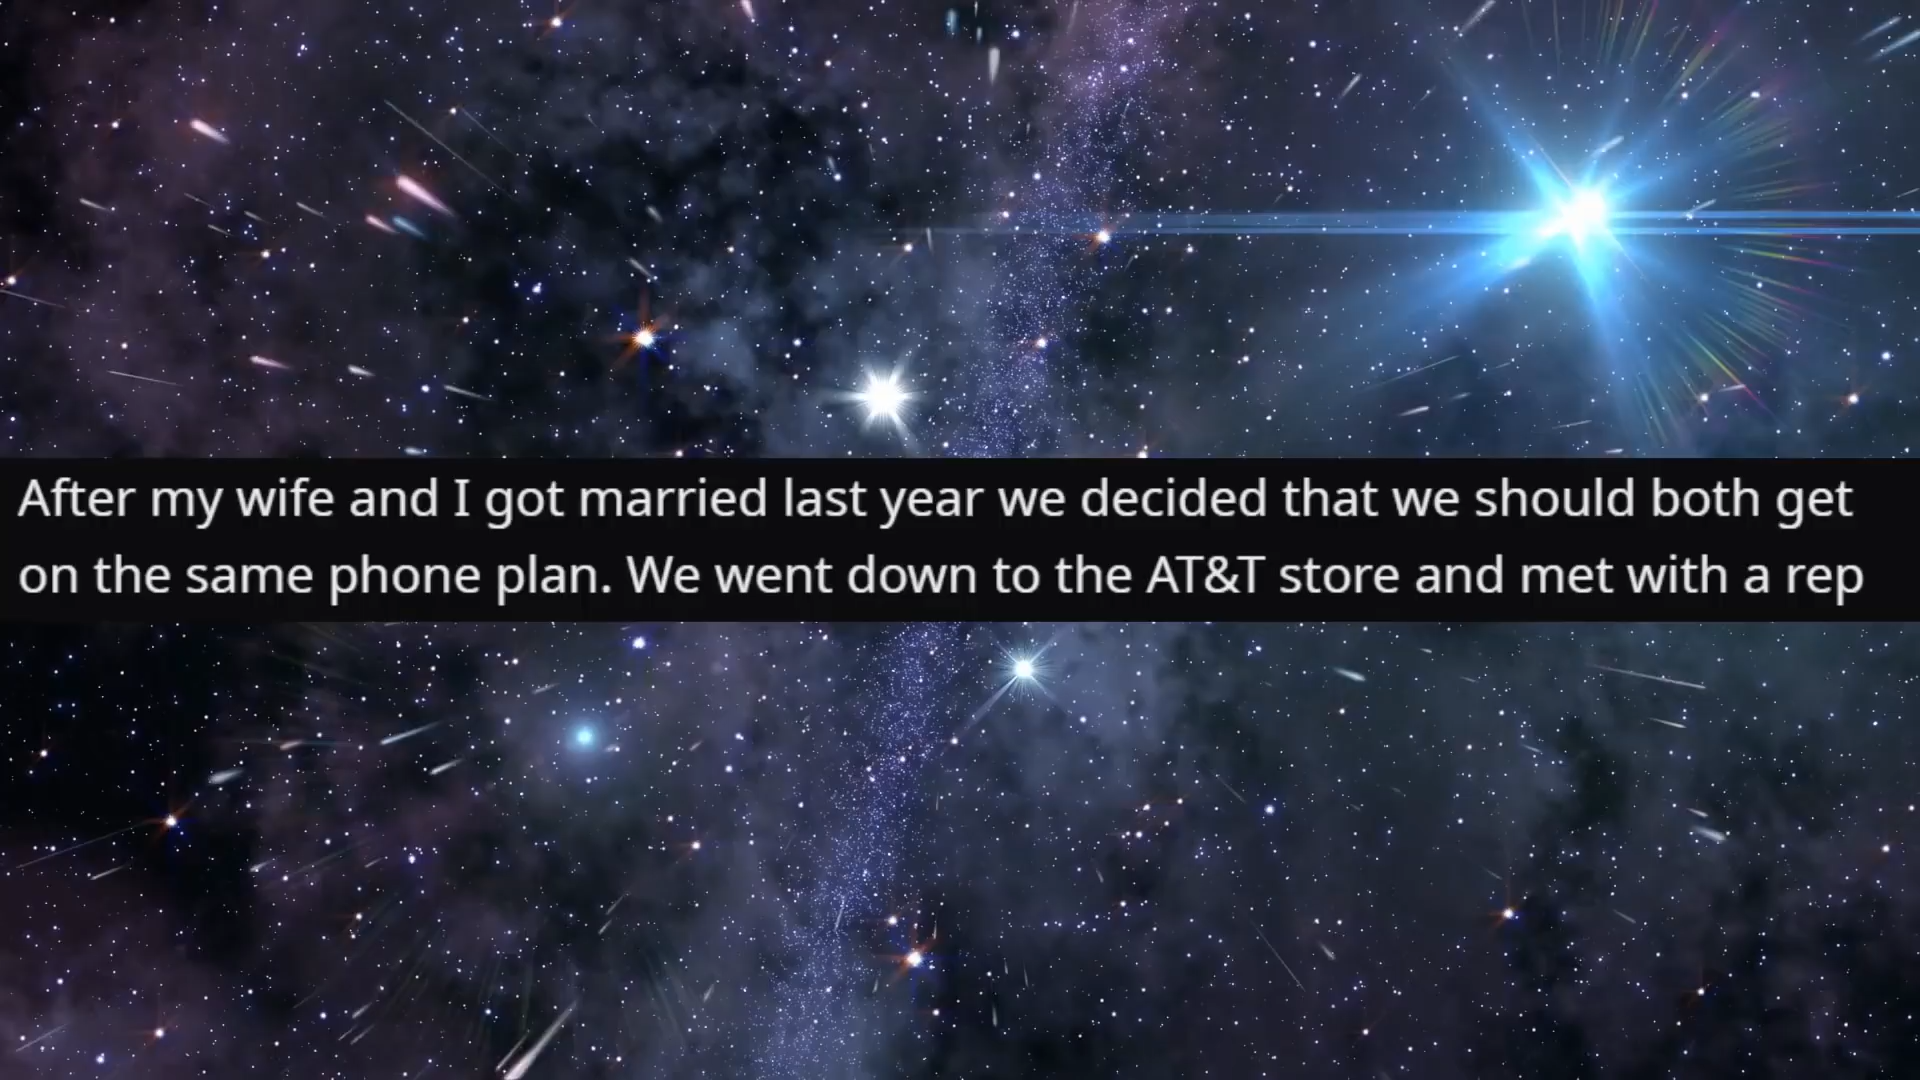 After my wife and I got married last year we decided that we should both get
on the same phone plan. We went down to the AT&T store and met with a rep